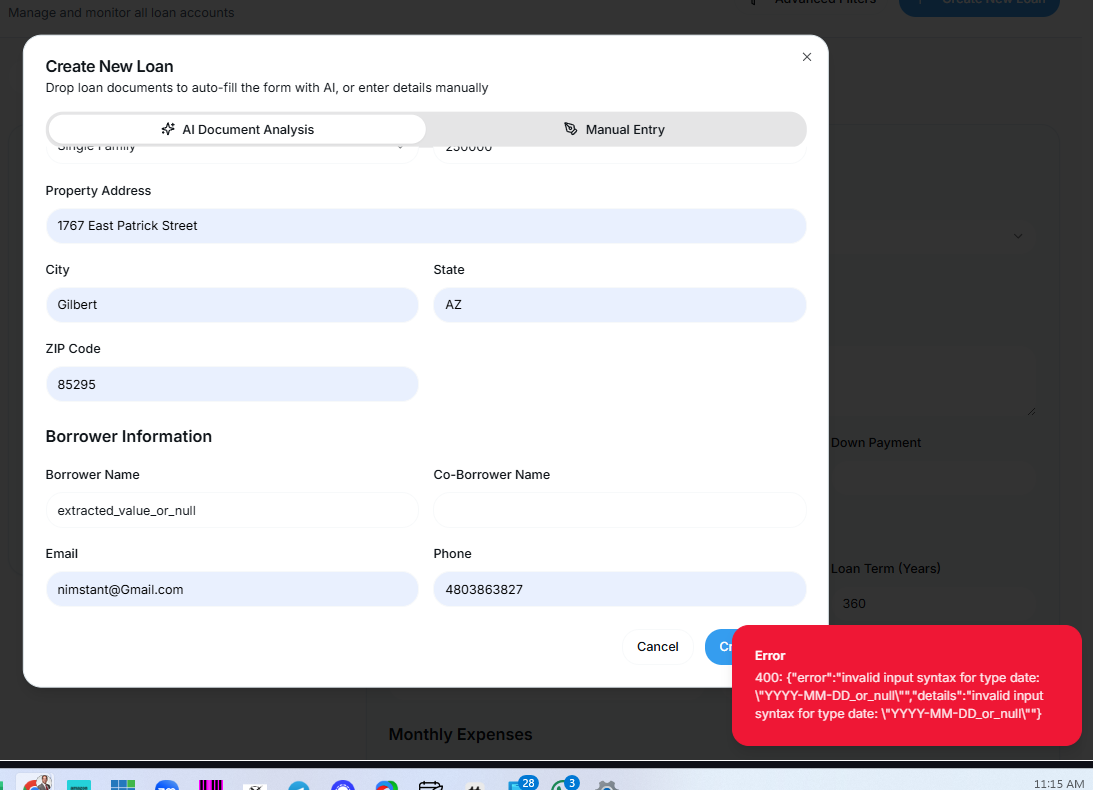 Manage and monitor all loan accounts
Advanced Filters
Create New Loan
Create New Loan
Drop loan documents to auto-fill the form with AI, or enter details manually
AI Document Analysis
Manual Entry
Single Family
250000
Property Address
1767 East Patrick Street
City
State
Gilbert
AZ
ZIP Code
85295
Borrower Information
Borrower Name
Co-Borrower Name
extracted_value_or_null
Email
Phone
nimstant@Gmail.com
4803863827
Cancel
Cr
Down Payment
Loan Term (Years)
360
Error
400: {"error":"invalid input syntax for type date:
\"YYYY-MM-DD_or_null\"","details":"invalid input
syntax for type date: \"YYYY-MM-DD_or_null\""}
Monthly Expenses
28
3
11:15 AM